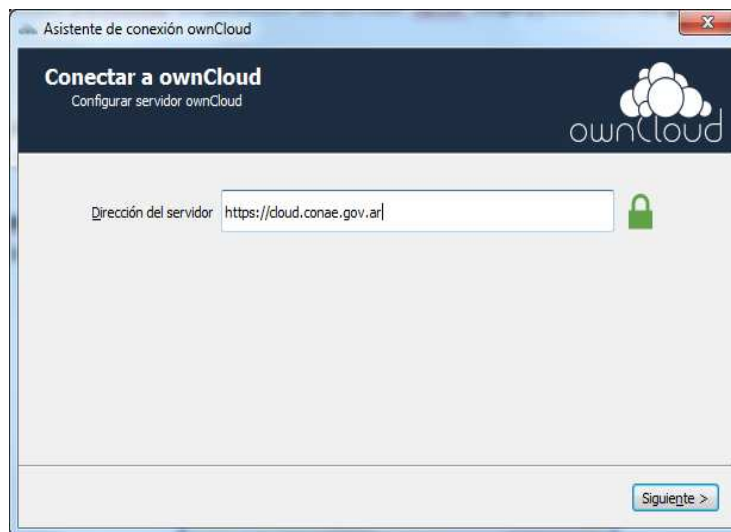 Asistente de conexión ownCloud
Conectar a ownCloud
Configurar servidor ownCloud
ownCloud
Dirección del servidor https://cloud.conae.gov.ar
Siguiente >